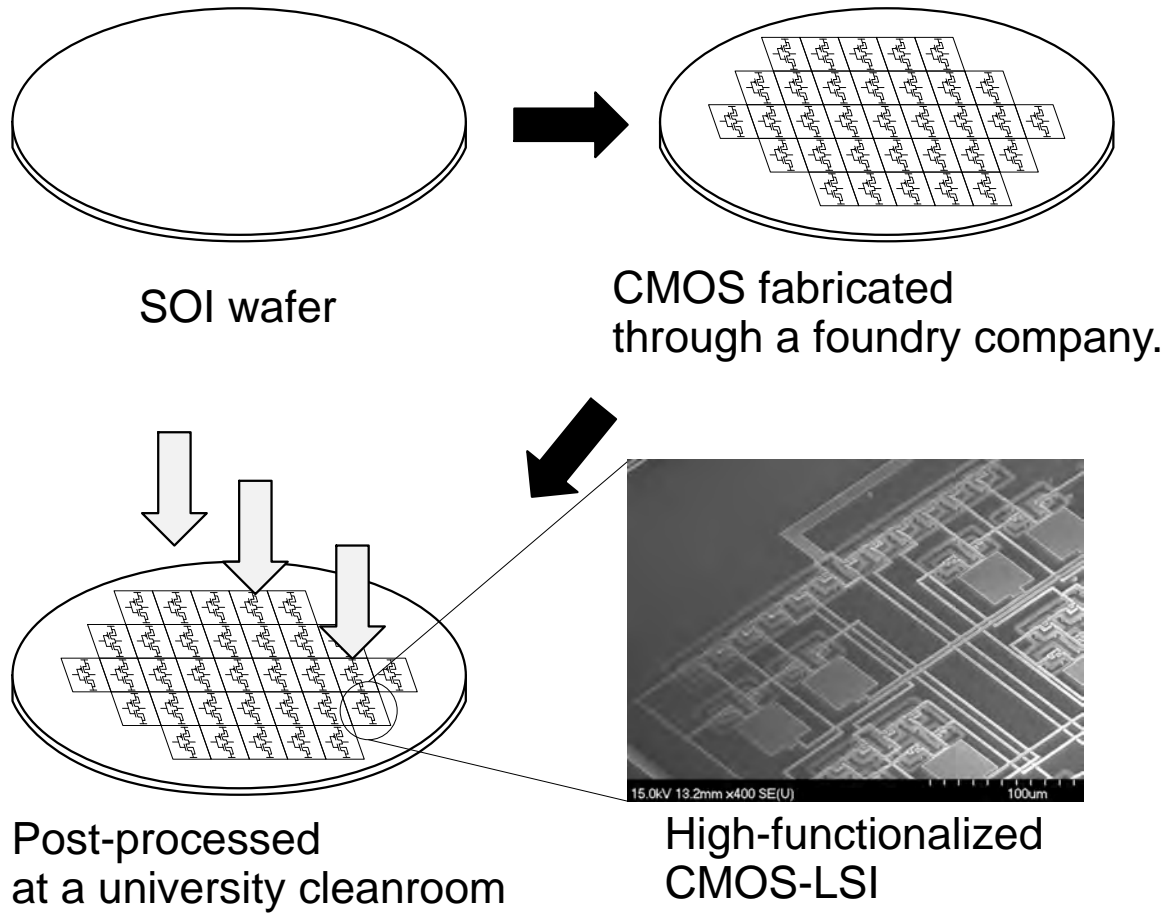 SOI wafer
CMOS fabricated
through a foundry company.
15.0kV 13.2mm x400 SE(U)
100um
Post-processed
at a university cleanroom
High-functionalized
CMOS-LSI